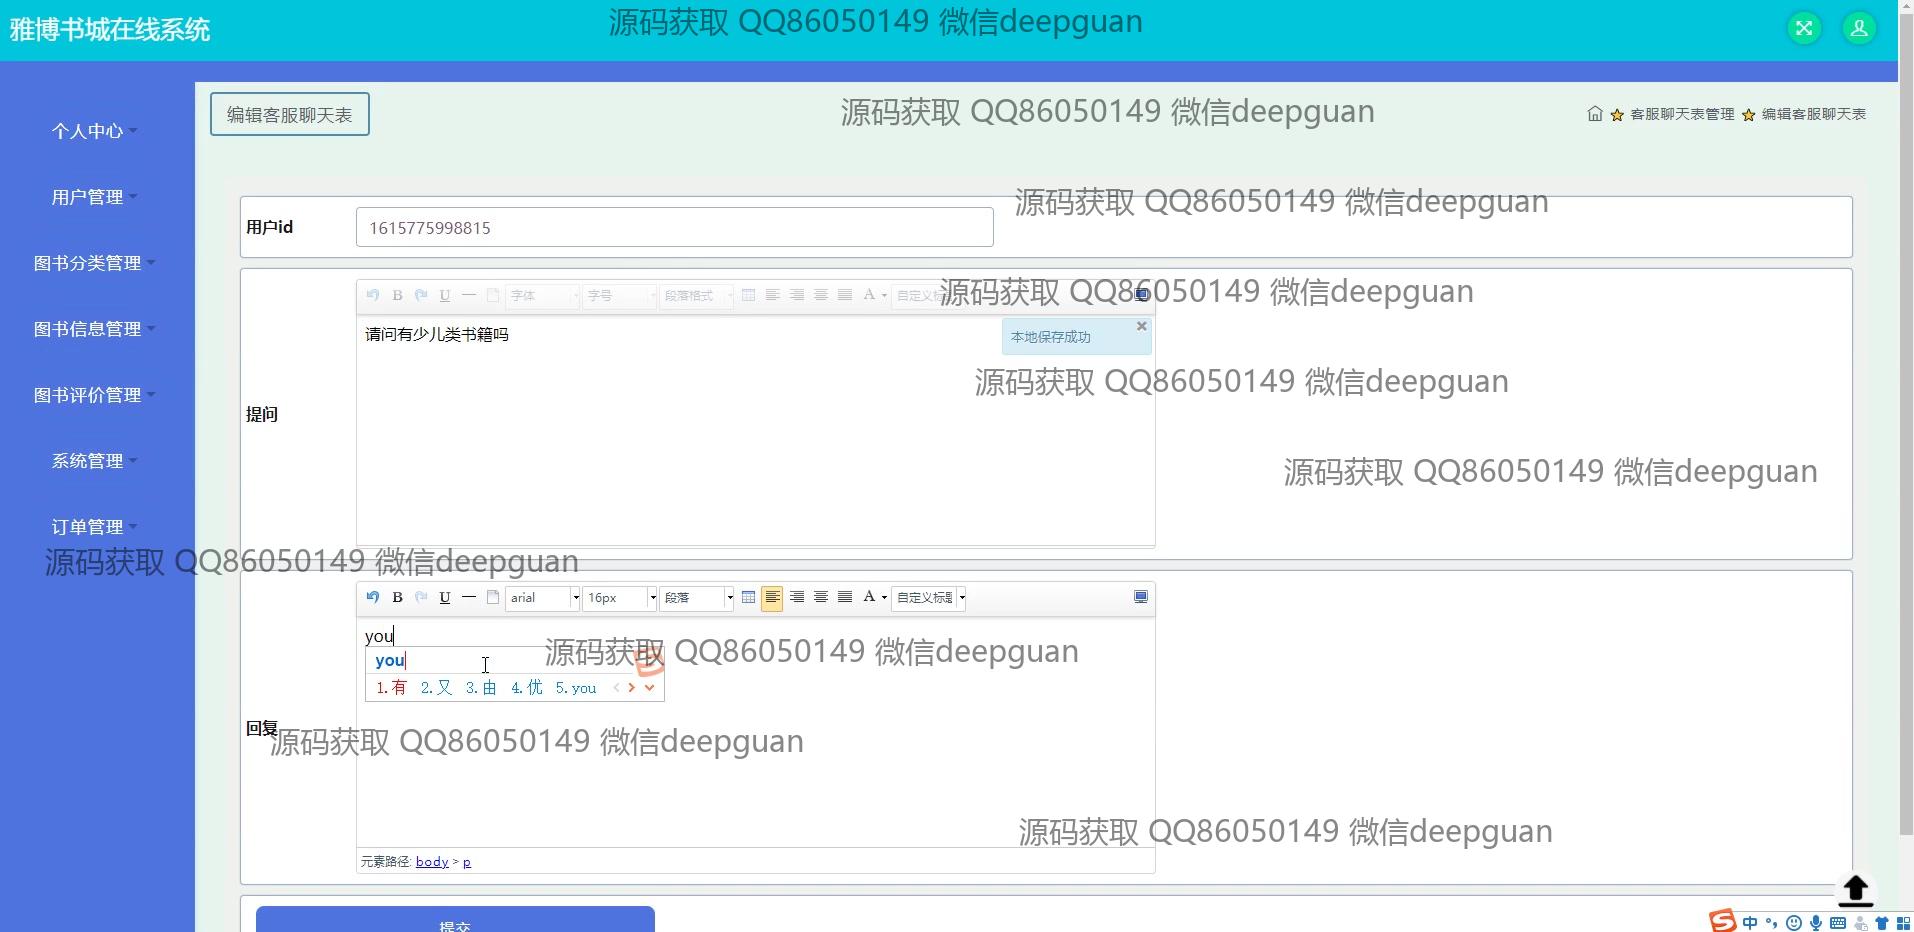 雅博书城在线系统
源码获取 QQ86050149 微信deepguan
编辑客服聊天表
源码获取 QQ86050149 微信deepguan
客服聊天表管理
编辑客服聊天表
个人中心
用户管理
图书分类管理
图书信息管理
图书评价管理
系统管理
订单管理
源码获取 QQ86050149 微信deepguan
用户id
1615775998815
源码获取 QQ86050149 微信deepguan
B U 字体 字号 段落格式 A 自定义标
源码获取 QQ86050149 微信deepguan
请问有少儿类书籍吗
本地保存成功
源码获取 QQ86050149 微信deepguan
提问
源码获取 QQ86050149 微信deepguan
B U arial 16px 段落 A 自定义标题
you
you
源码获取 QQ86050149 微信deepguan
1.有 2.又 3.由 4.优 5.you
回复
源码获取 QQ86050149 微信deepguan
源码获取 QQ86050149 微信deepguan
元素路径: body > p
提交
中